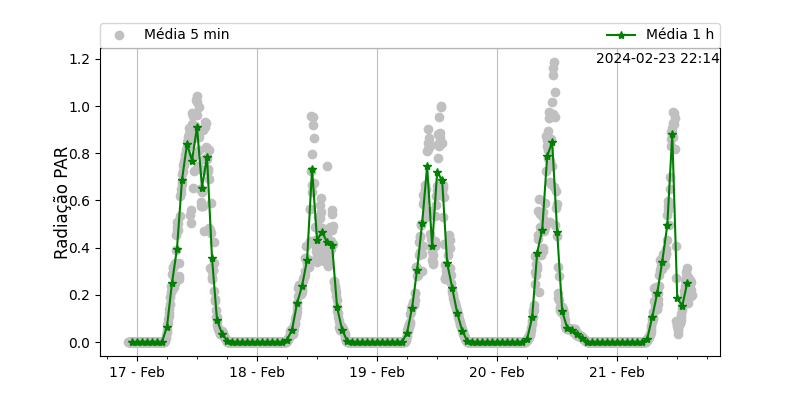 Média 5 min
Média 1 h
2024-02-23 22:14
Radiação PAR
1.2
1.0
0.8
0.6
0.4
0.2
0.0
17 - Feb
18 - Feb
19 - Feb
20 - Feb
21 - Feb